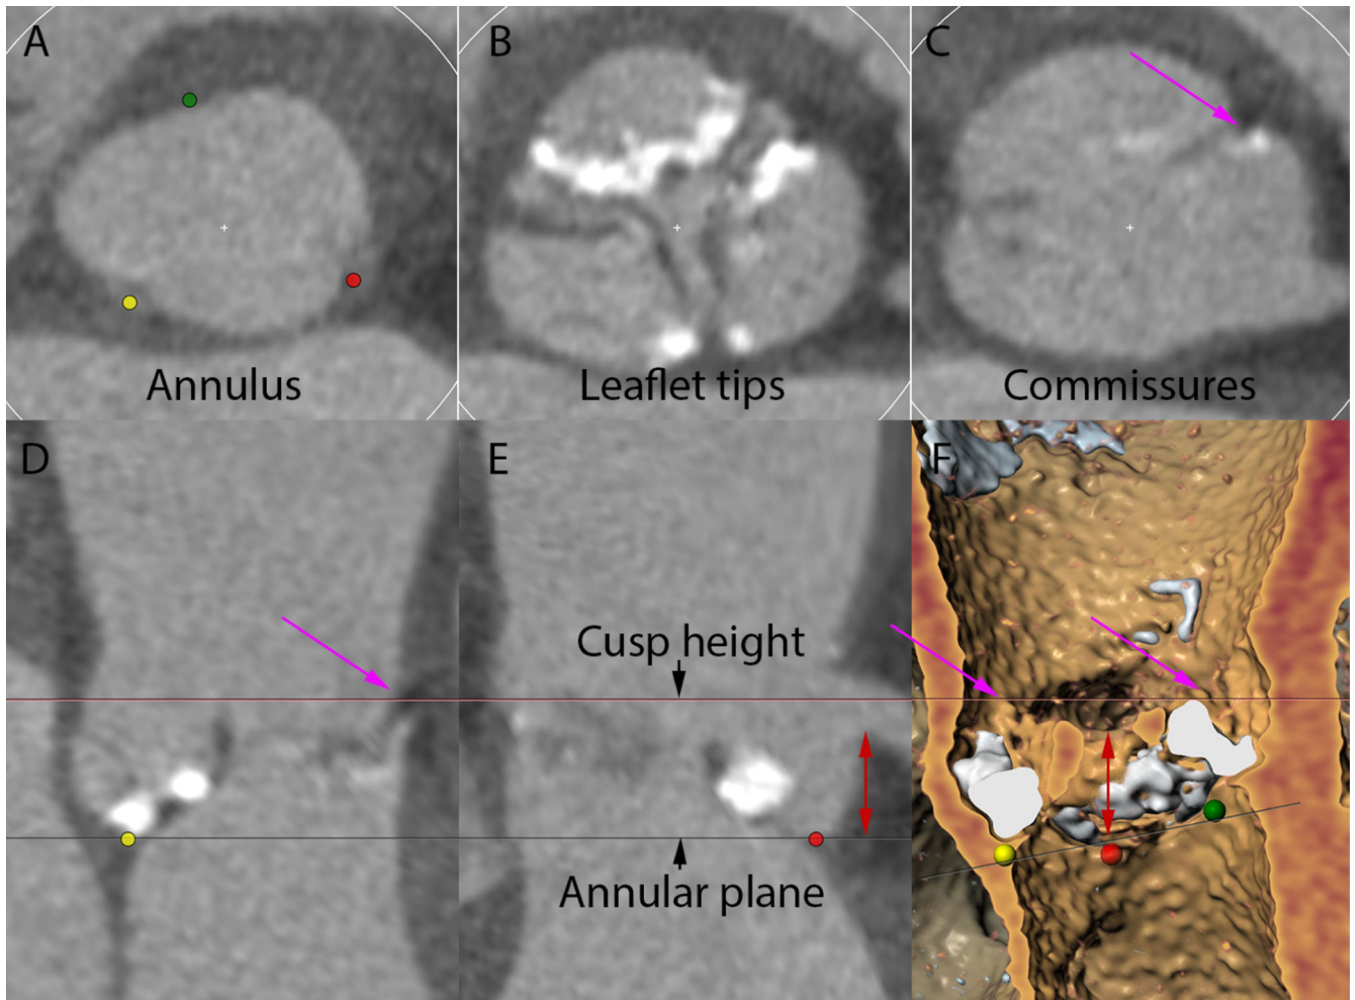 A
B
C
Annulus
Leaflet tips
Commissures
D
E
F
Cusp height
Annular plane